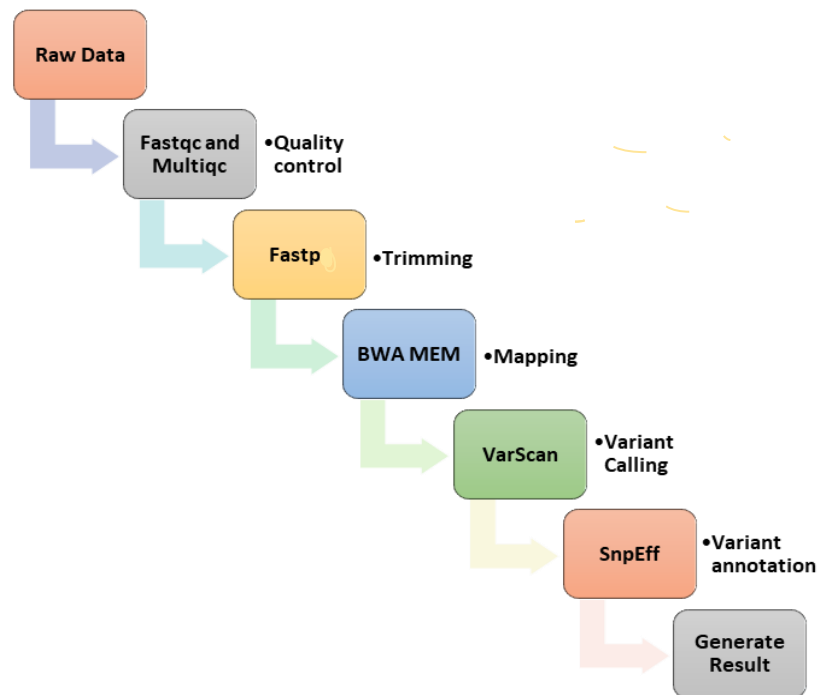 Raw Data
Fastqc and
Multiqc
•Quality
control
Fastp
•Trimming
BWA MEM
•Mapping
VarScan
•Variant
Calling
SnpEff
•Variant
annotation
Generate
Result